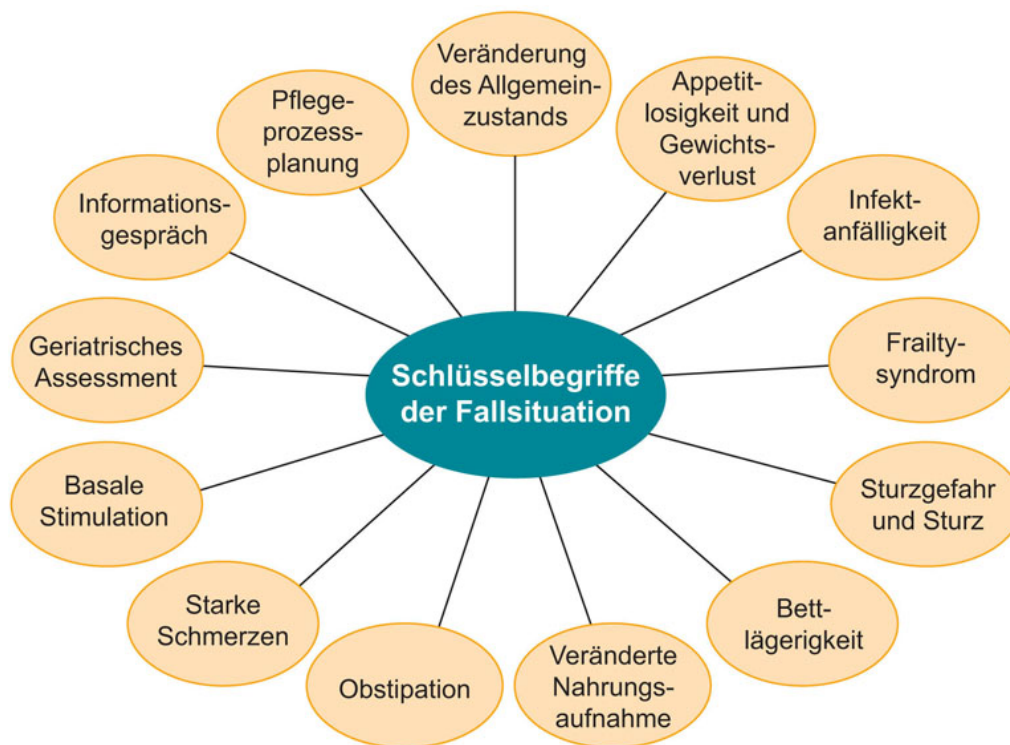 Schlüsselbegriffe
der Fallsituation
Veränderung
des Allgemein-
zustands
Appetit-
losigkeit und
Gewichts-
verlust
Infekt-
anfälligkeit
Frailty-
syndrom
Sturzgefahr
und Sturz
Bett-
lägerigkeit
Veränderte
Nahrungs-
aufnahme
Obstipation
Starke
Schmerzen
Basale
Stimulation
Geriatrisches
Assessment
Informations-
gespräch
Pflege-
prozess-
planung